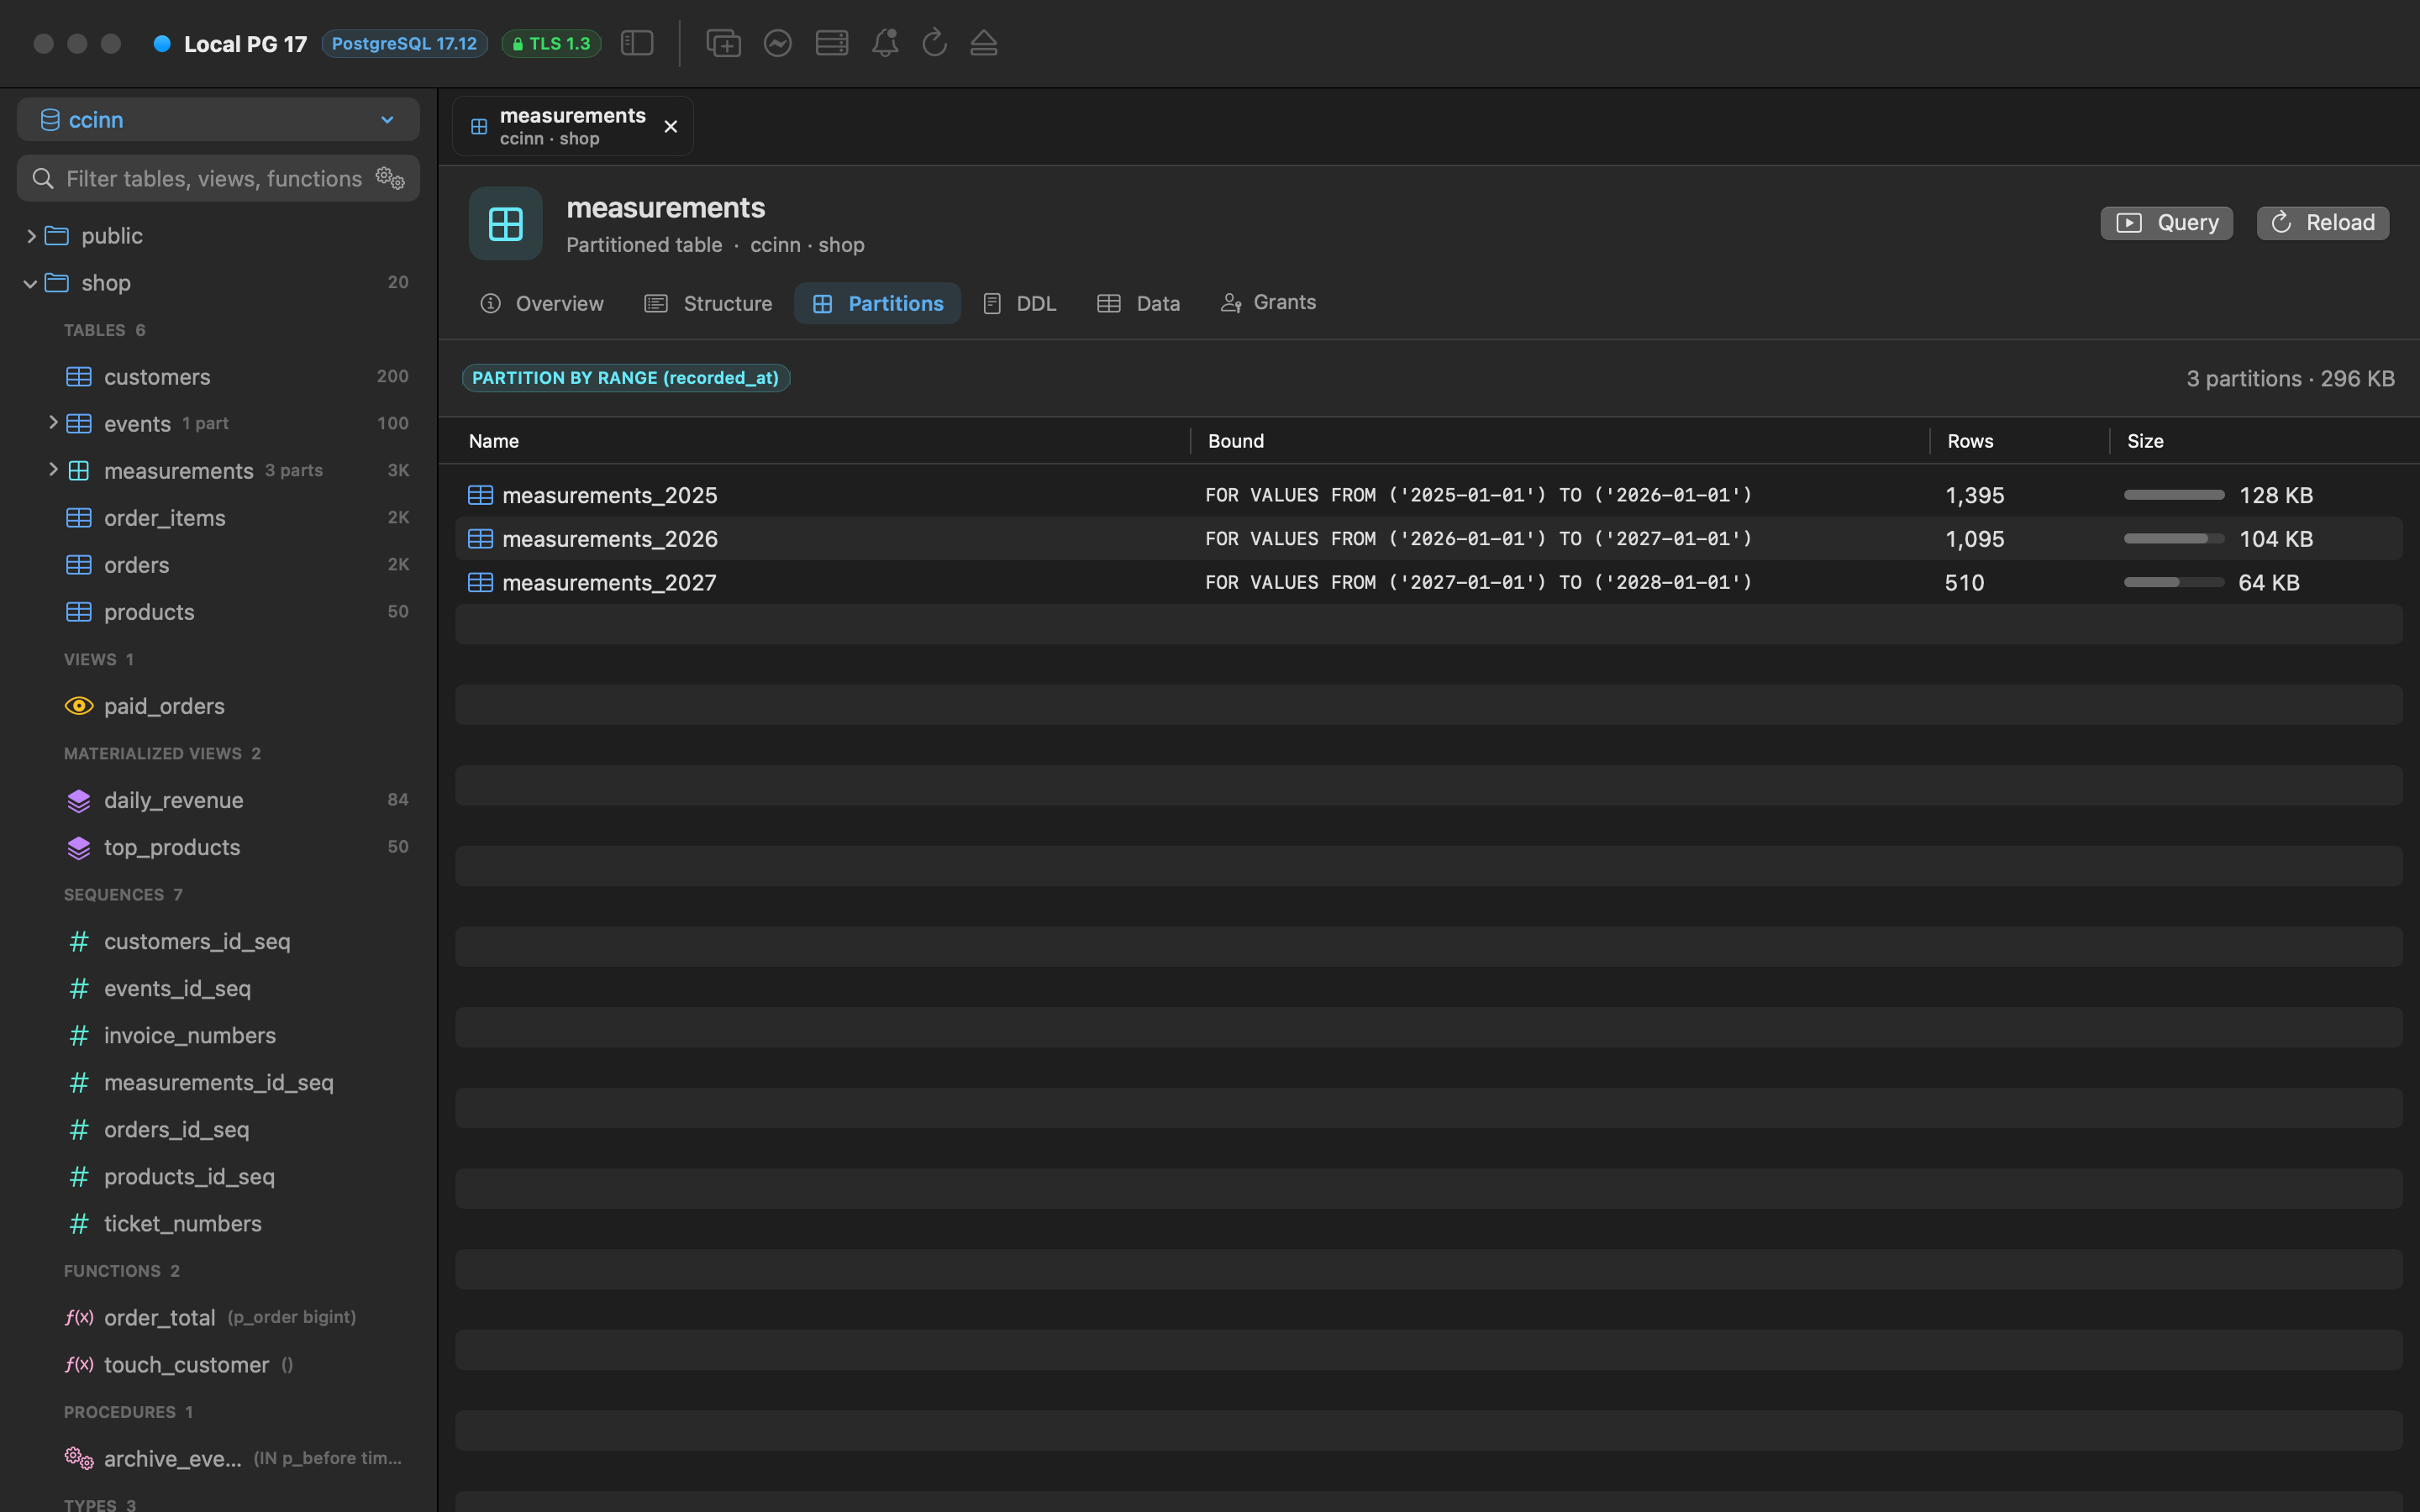 Local PG 17 PostgreSQL 17.12 TLS 1.3
ccinn
Filter tables, views, functions
public
shop 20
TABLES 6
customers 200
events 1 part 100
measurements 3 parts 3K
order_items 2K
orders 2K
products 50
VIEWS 1
paid_orders
MATERIALIZED VIEWS 2
daily_revenue 84
top_products 50
SEQUENCES 7
customers_id_seq
events_id_seq
invoice_numbers
measurements_id_seq
orders_id_seq
products_id_seq
ticket_numbers
FUNCTIONS 2
f(x) order_total (p_order bigint)
f(x) touch_customer ()
PROCEDURES 1
archive_eve... (IN p_before tim...
TYPES 3
measurements
ccinn · shop
measurements
Partitioned table · ccinn · shop
Query Reload
Overview Structure Partitions DDL Data Grants
PARTITION BY RANGE (recorded_at) 3 partitions · 296 KB
Name Bound Rows Size
measurements_2025 FOR VALUES FROM ('2025-01-01') TO ('2026-01-01') 1,395 128 KB
measurements_2026 FOR VALUES FROM ('2026-01-01') TO ('2027-01-01') 1,095 104 KB
measurements_2027 FOR VALUES FROM ('2027-01-01') TO ('2028-01-01') 510 64 KB